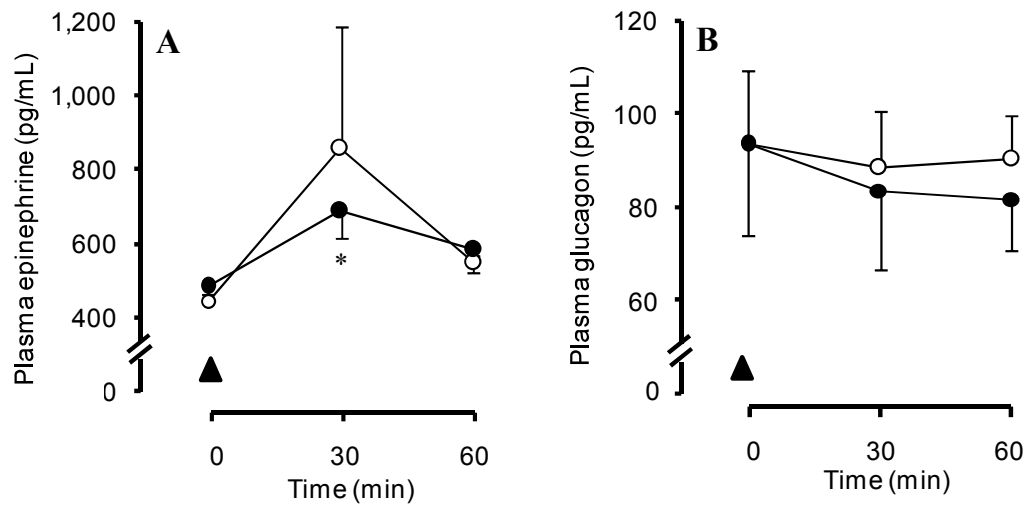 A
Plasma epinephrine (pg/mL)
1,200
1,000
800
600
400
0
*
0 30 60
Time (min)
B
Plasma glucagon (pg/mL)
120
100
80
60
0
0 30 60
Time (min)